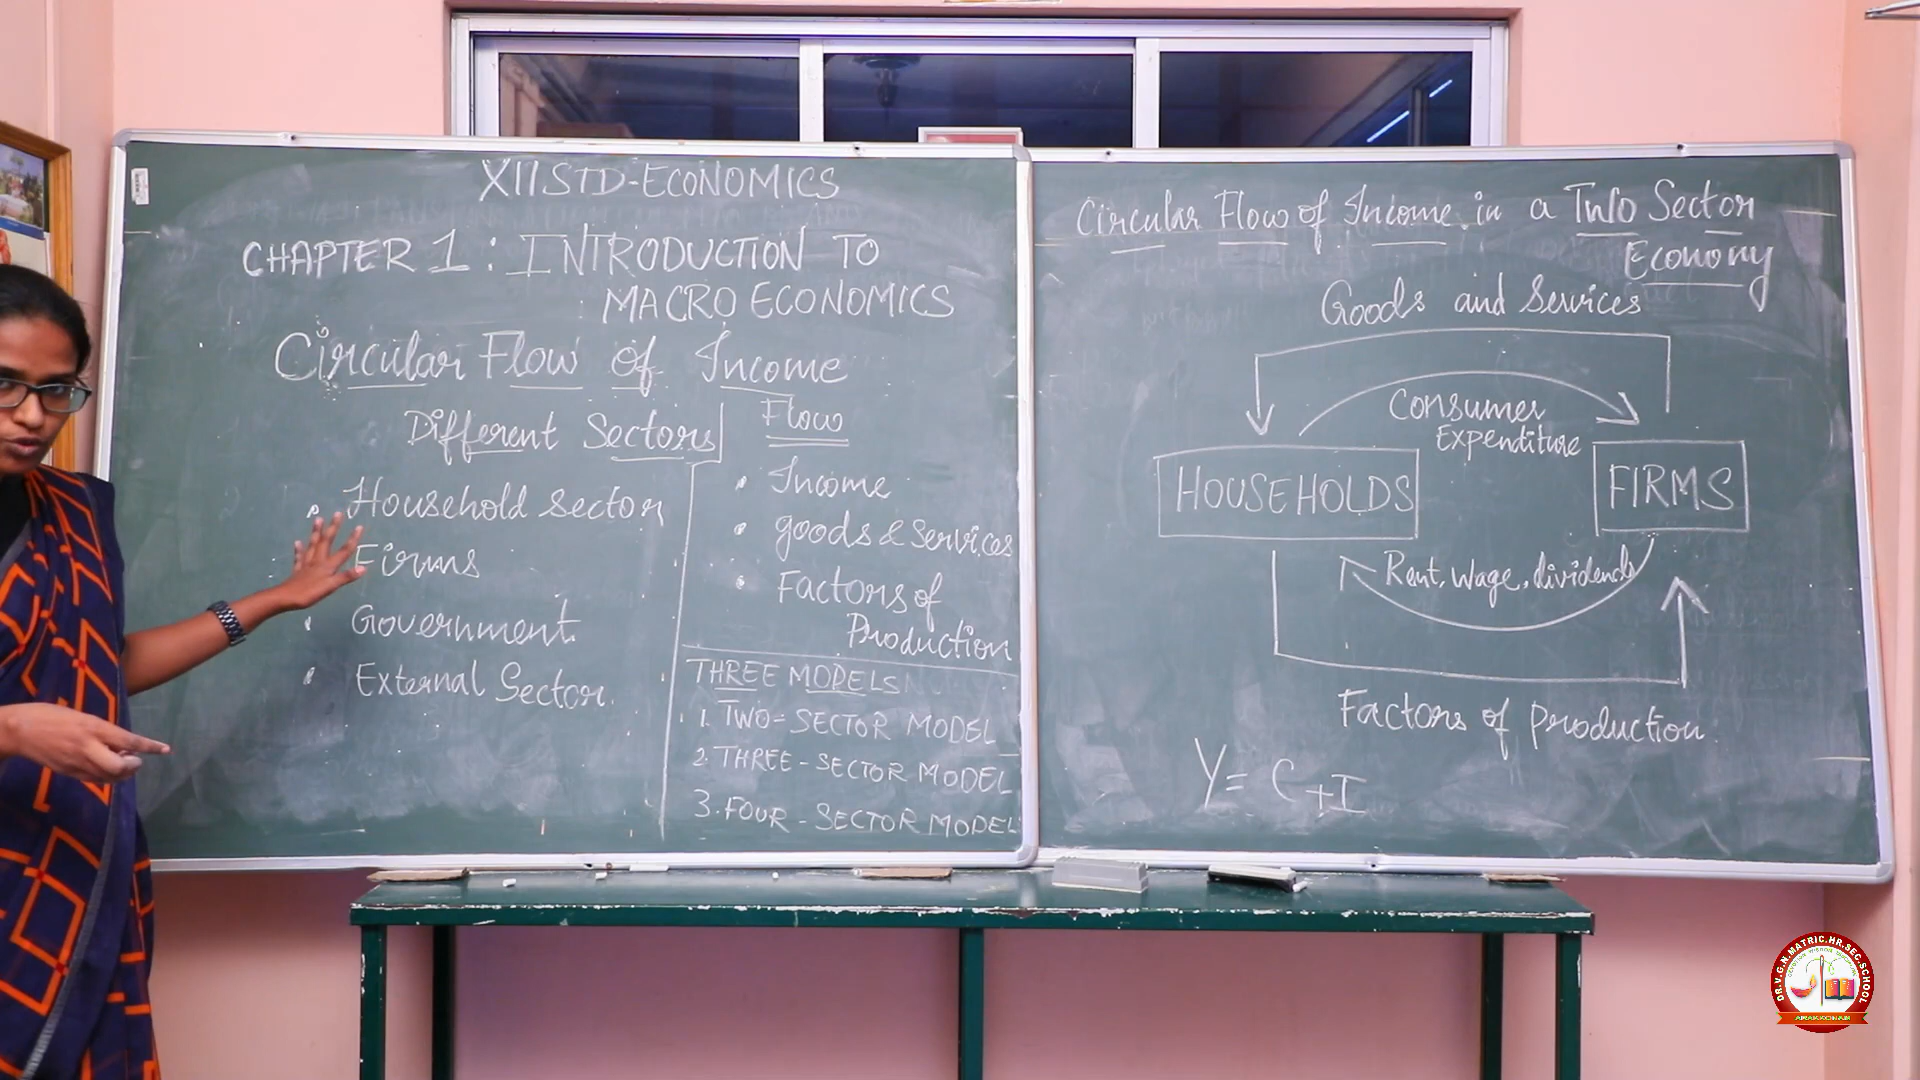 XII STD-ECONOMICS
CHAPTER 1 : INTRODUCTION TO
MACRO ECONOMICS
Circular Flow of Income
Different Sectors
• Household sector
Firms
• Government
• External Sector.
Flow
• Income
• goods & services
• Factors of
Production
THREE MODELS
1. TWO-SECTOR MODEL
2. THREE-SECTOR MODEL
3. FOUR-SECTOR MODEL
Circular Flow of Income in a Two Sector
Economy
Goods and Services
Consumer
Expenditure
HOUSEHOLDS
FIRMS
Rent, wage, dividends
Factors of production.
Y = C+I
DR.V.G.N.MATRIC.HR.SEC.SCHOOL
ARAKKONAM